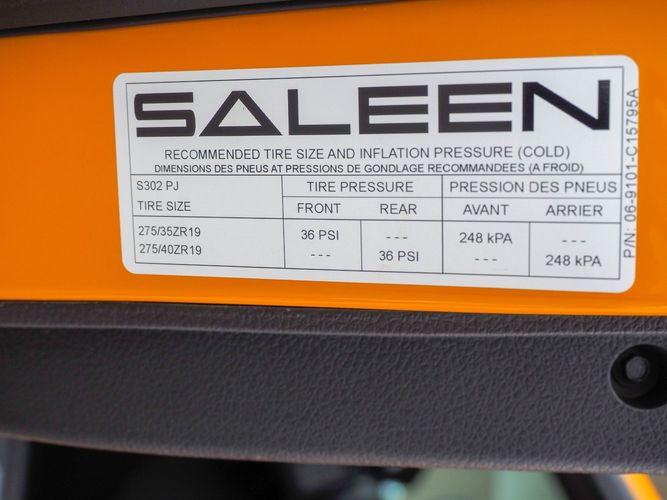 SALEEN
RECOMMENDED TIRE SIZE AND INFLATION PRESSURE (COLD)
DIMENSIONS DES PNEUS AT PRESSIONS DE GONDLAGE RECOMMANDEES (A FROID)
S302 PJ TIRE PRESSURE PRESSION DES PNEUS
TIRE SIZE FRONT REAR AVANT ARRIER
275/35ZR19 36 PSI - - - 248 kPA - - -
275/40ZR19 - - - 36 PSI - - - 248 kPA
P/N: 06-9101-C15795A